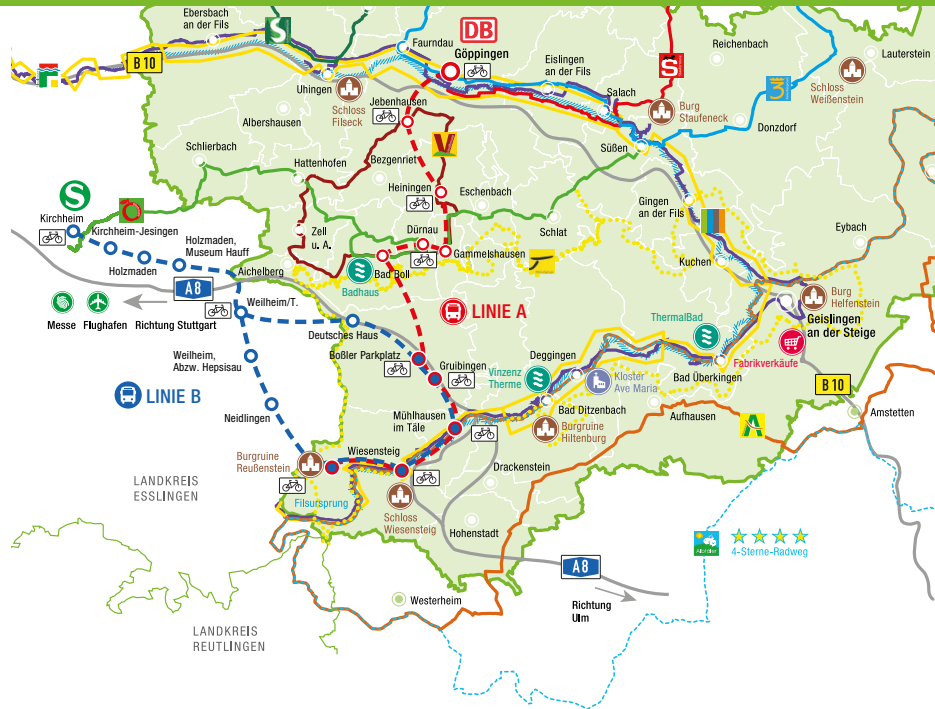 Ebersbach
an der Fils
S
DB
Göppingen
Faurndau
B 10
Eislingen
an der Fils
Reichenbach
Lauterstein
S
Schloss
Weißenstein
3
Uhingen
Schloss
Filseck
Jebenhausen
Salach
Burg
Staufeneck
Donzdorf
Albershausen
Süßen
Schlierbach
Hattenhofen
Bezgenriet
V
Heiningen
Eschenbach
S
Kirchheim
Kirchheim-Jesingen
Gingen
an der Fils
Zell
u. A.
Dürnau
Schlat
Eybach
Holzmaden,
Museum Hauff
Holzmaden
Gammelshausen
Kuchen
Aichelberg
Bad Boll
Badhaus
A8
Messe
Flughafen
Richtung Stuttgart
Weilheim/T.
LINIE A
Burg
Helfenstein
Geislingen
an der Steige
ThermalBad
Deutsches Haus
Boßler Parkplatz
Gruibingen
Deggingen
Fabrikverkäufe
Weilheim,
Abzw. Hepsisau
Vinzenz
Therme
Kloster
Ave Maria
Bad Überkingen
B 10
LINIE B
Neidlingen
Mühlhausen
im Täle
Bad Ditzenbach
Aufhausen
A
Amstetten
Burgruine
Hiltenburg
Burgruine
Reußenstein
Wiesensteig
Drackenstein
LANDKREIS
ESSLINGEN
Filsursprung
Schloss
Wiesensteig
Hohenstadt
Albtäler
4-Sterne-Radweg
A8
Richtung
Ulm
Westerheim
LANDKREIS
REUTLINGEN